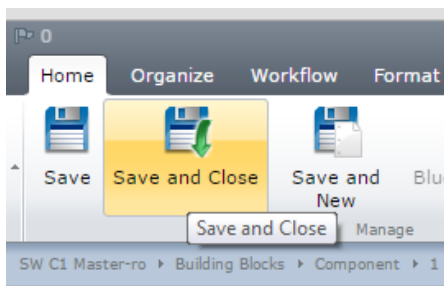 0
Home Organize Workflow Format
Save Save and Close Save and New
Save and Close
Manage
SW C1 Master-ro Building Blocks Component 1